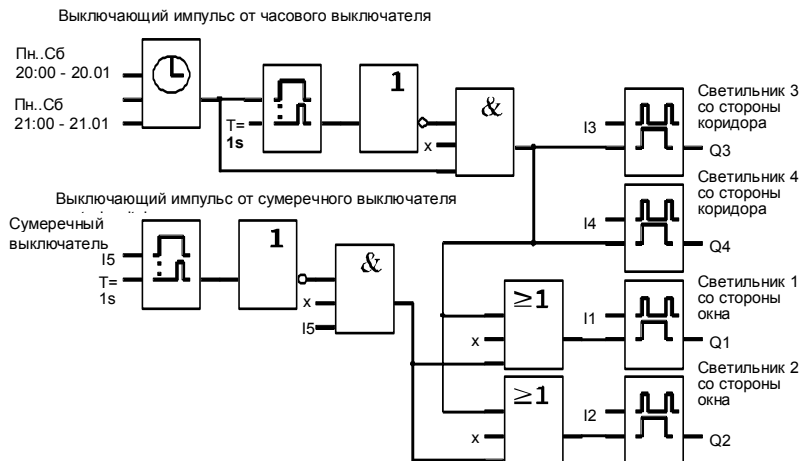 Выключающий импульс от часового выключателя
Пн..Сб
20:00 - 20.01
Пн..Сб
21:00 - 21.01
T=
1s
1
x
&
I3
Светильник 3
со стороны
коридора
Q3
Светильник 4
со стороны
коридора
I4
Q4
Выключающий импульс от сумеречного выключателя
Сумеречный
выключатель
I5
T=
1s
1
x
I5
&
≥1
x
I1
Светильник 1
со стороны
окна
Q1
≥1
x
I2
Светильник 2
со стороны
окна
Q2